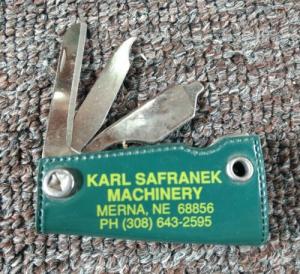 KARL SAFRANEK
MACHINERY
MERNA, NE 68856
PH (308) 643-2595